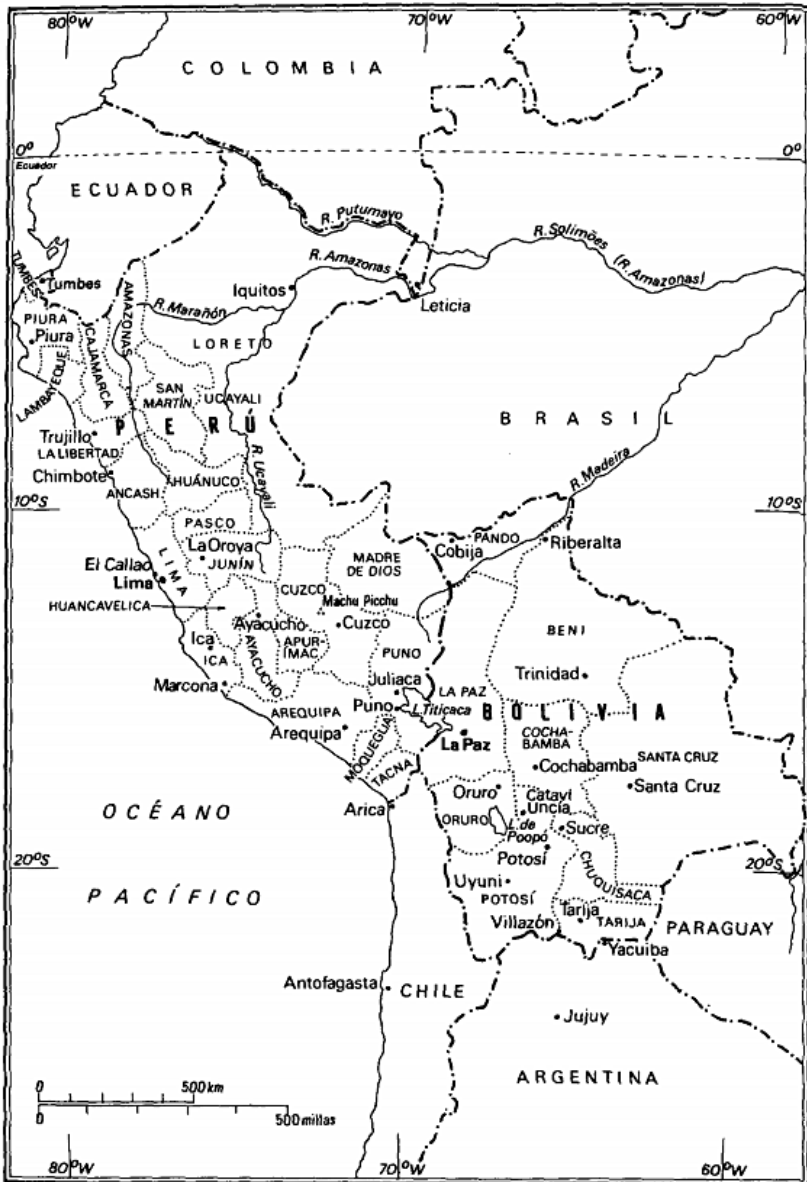 80°W 70°W 60°W
COLOMBIA
0° 0°
Ecuador
ECUADOR
R. Putumayo
R. Solimões (R. Amazonas)
R. Amazonas
TUMBES
Tumbes
Iquitos
Leticia
AMAZONAS
R. Marañón
PIURA
Piura
LORETO
CAJAMARCA
LAMBAYEQUE
SAN MARTÍN
UCAYALI
BRASIL
PERÚ
Trujillo
LA LIBERTAD
R. Ucayali
Chimbote
HUÁNUCO
R. Madeira
ANCASH
10°S 10°S
PASCO
PANDO
Cobija
Riberalta
La Oroya
JUNÍN
MADRE DE DIOS
El Callao
LIMA
Lima
CUZCO
Machu Picchu
HUANCAVELICA
Ayacucho
Cuzco
BENI
Ica
ICA
AYACUCHO
APUR-
IMAC
PUNO
Trinidad
Marcona
Juliaca
LA PAZ
L. Titicaca
BOLIVIA
AREQUIPA
Puno
Arequipa
La Paz
COCHA-
BAMBA
MOQUEGUA
SANTA CRUZ
TACNA
Cochabamba
Oruro
Catavi
Santa Cruz
Arica
Uncía
OCÉANO
ORURO
L. de Poopó
Sucre
Potosí
20°S 20°S
CHUQUISACA
Uyuni
PACÍFICO
POTOSÍ
Tarija
TARIJA
PARAGUAY
Villazón
Yacuiba
Antofagasta
CHILE
Jujuy
ARGENTINA
0 500 km
0 500 millas
80°W 70°W 60°W